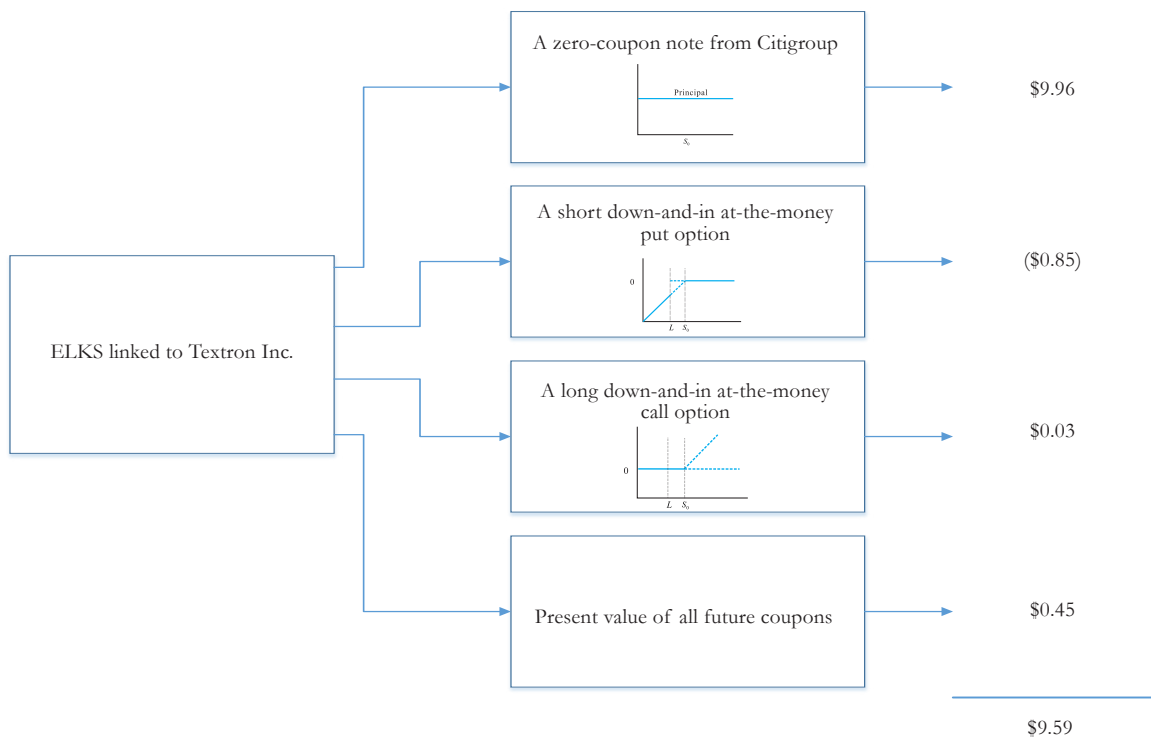 A zero-coupon note from Citigroup
Principal
S₀
$9.96
A short down-and-in at-the-money
put option
0
L S₀
($0.85)
ELKS linked to Textron Inc.
A long down-and-in at-the-money
call option
0
L S₀
$0.03
Present value of all future coupons
$0.45
$9.59